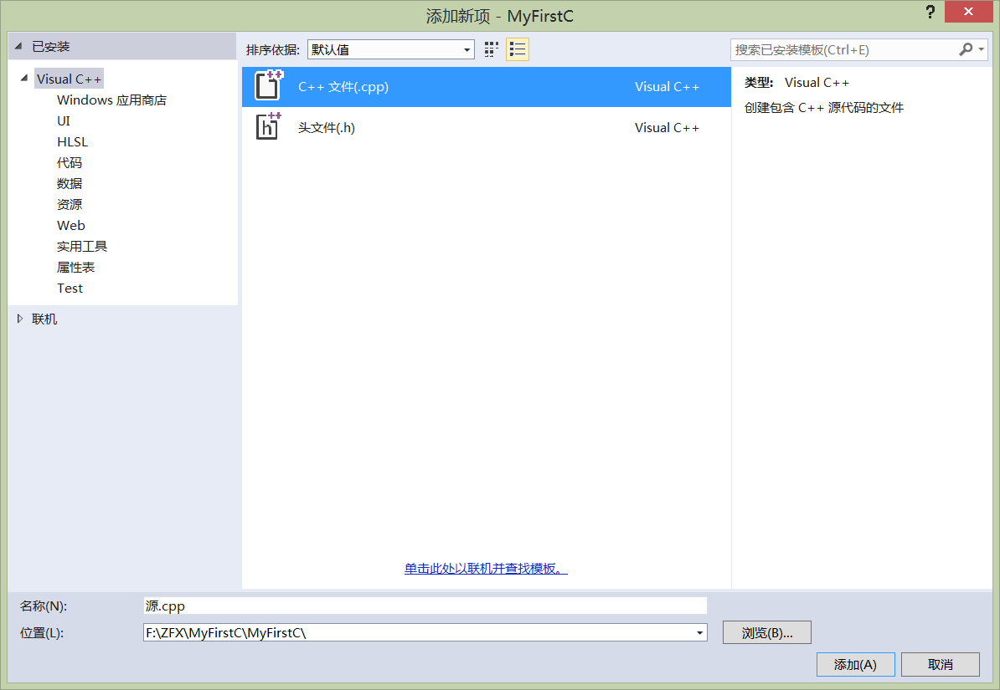 添加新项 - MyFirstC
?
已安装
Visual C++
Windows 应用商店
UI
HLSL
代码
数据
资源
Web
实用工具
属性表
Test
联机
排序依据: 默认值
C++ 文件(.cpp) Visual C++
头文件(.h) Visual C++
单击此处以联机并查找模板。
搜索已安装模板(Ctrl+E)
类型: Visual C++
创建包含 C++ 源代码的文件
名称(N): 源.cpp
位置(L): F:\ZFX\MyFirstC\MyFirstC\
浏览(B)...
添加(A) 取消